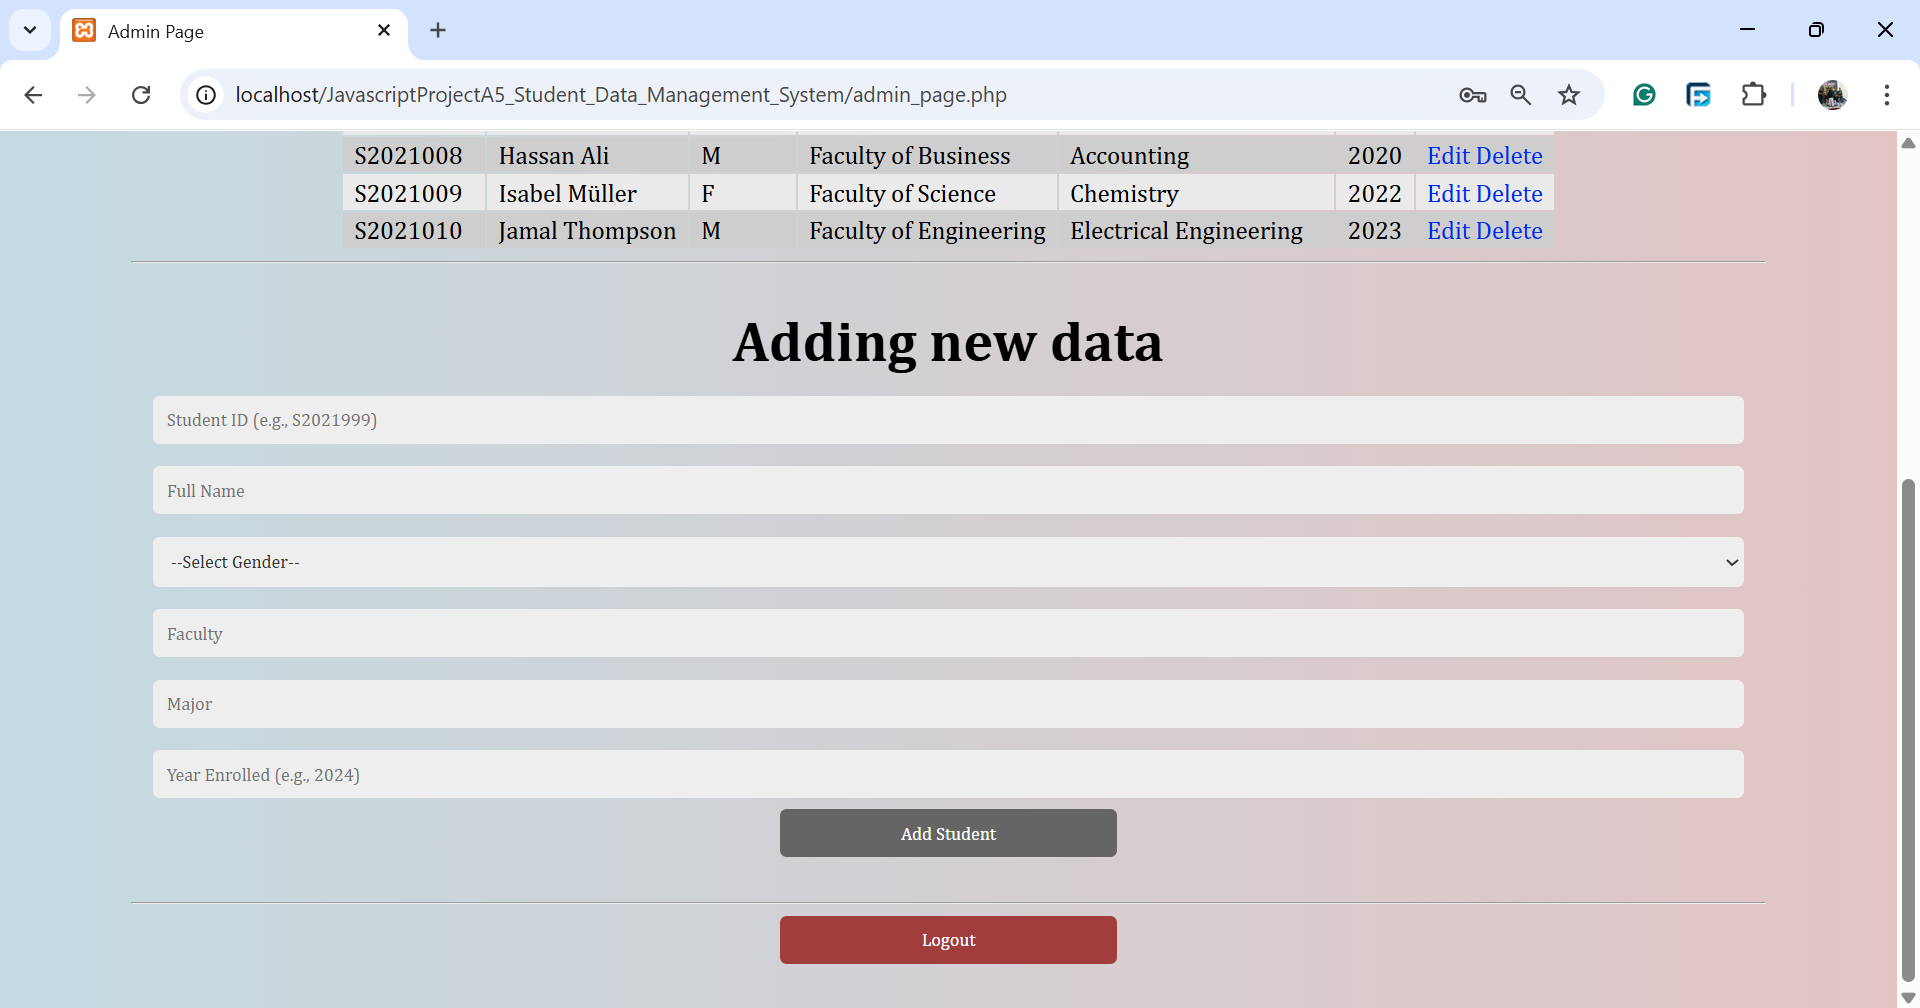 Admin Page
localhost/JavascriptProjectA5_Student_Data_Management_System/admin_page.php
S2021008 Hassan Ali M Faculty of Business Accounting 2020 Edit Delete
S2021009 Isabel Müller F Faculty of Science Chemistry 2022 Edit Delete
S2021010 Jamal Thompson M Faculty of Engineering Electrical Engineering 2023 Edit Delete
Adding new data
Student ID (e.g., S2021999)
Full Name
--Select Gender--
Faculty
Major
Year Enrolled (e.g., 2024)
Add Student
Logout